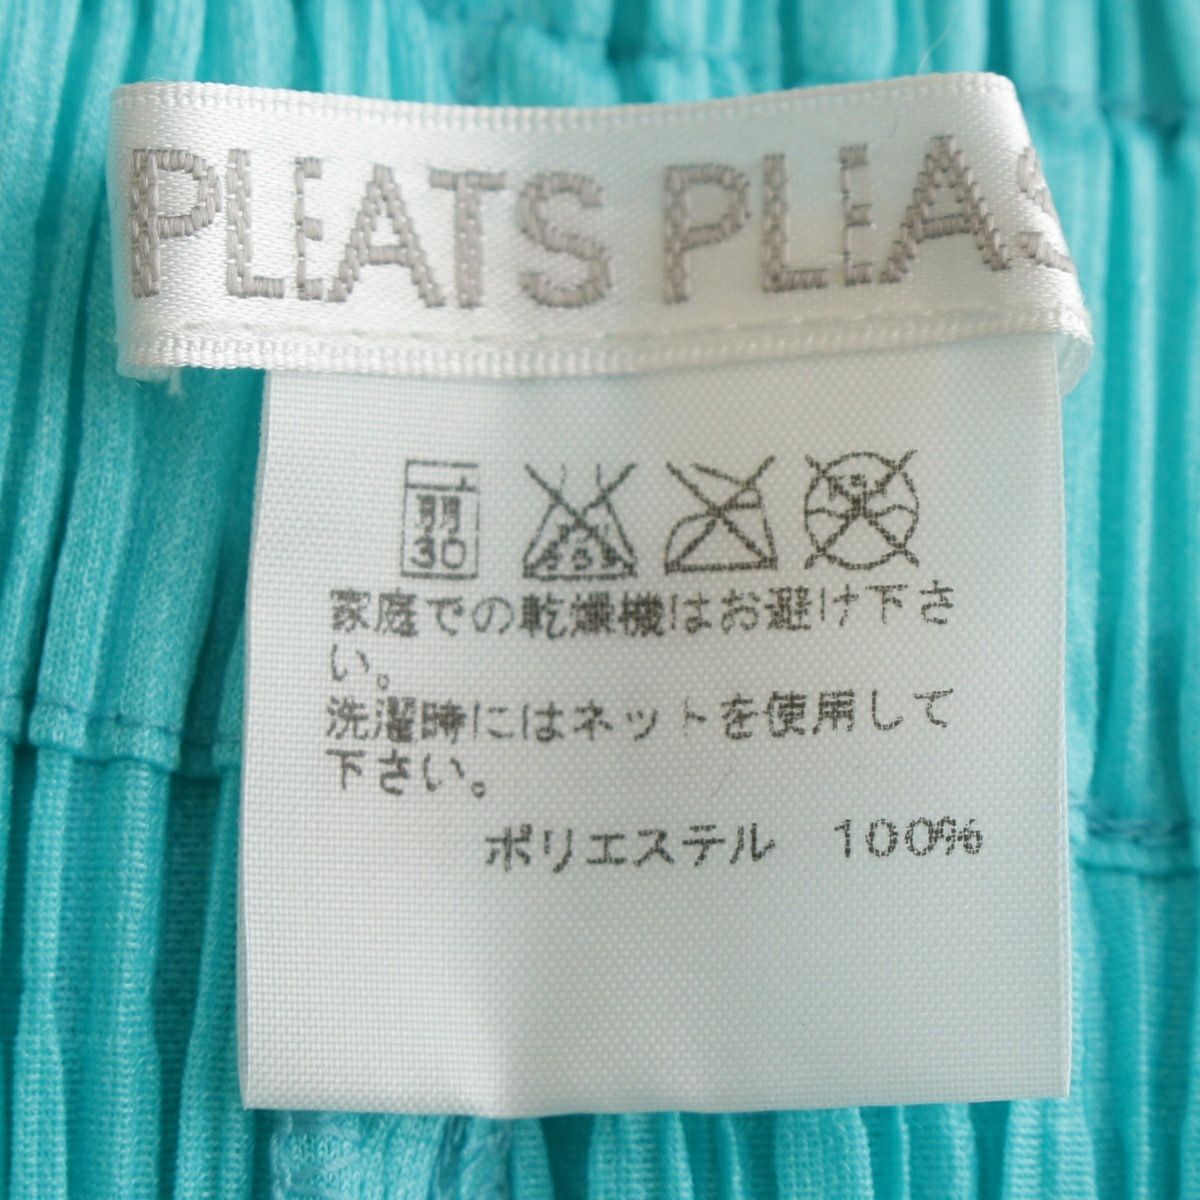 PLEATS PLEAS
弱
30
家庭での乾燥機はお避け下さ
い。
洗濯時にはネットを使用して
下さい。
ポリエステル 100%